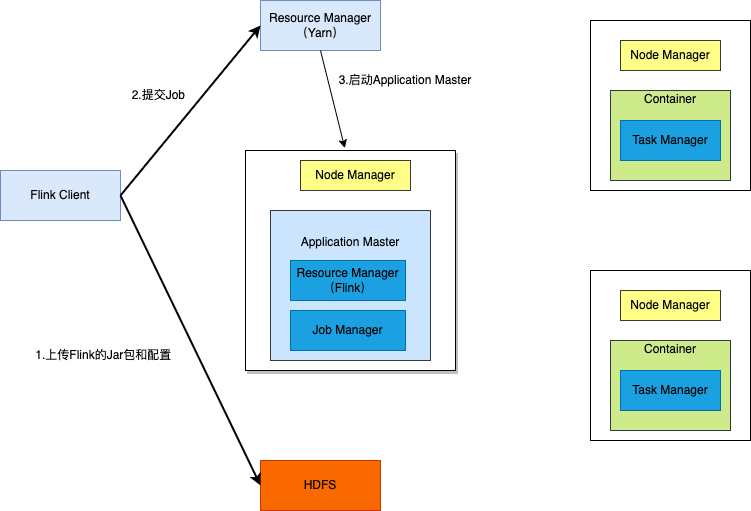 Resource Manager
（Yarn）
Node Manager
Container
Task Manager
2.提交Job
3.启动Application Master
Flink Client
Node Manager
Application Master
Resource Manager
（Flink）
Job Manager
Node Manager
Container
Task Manager
1.上传Flink的Jar包和配置
HDFS